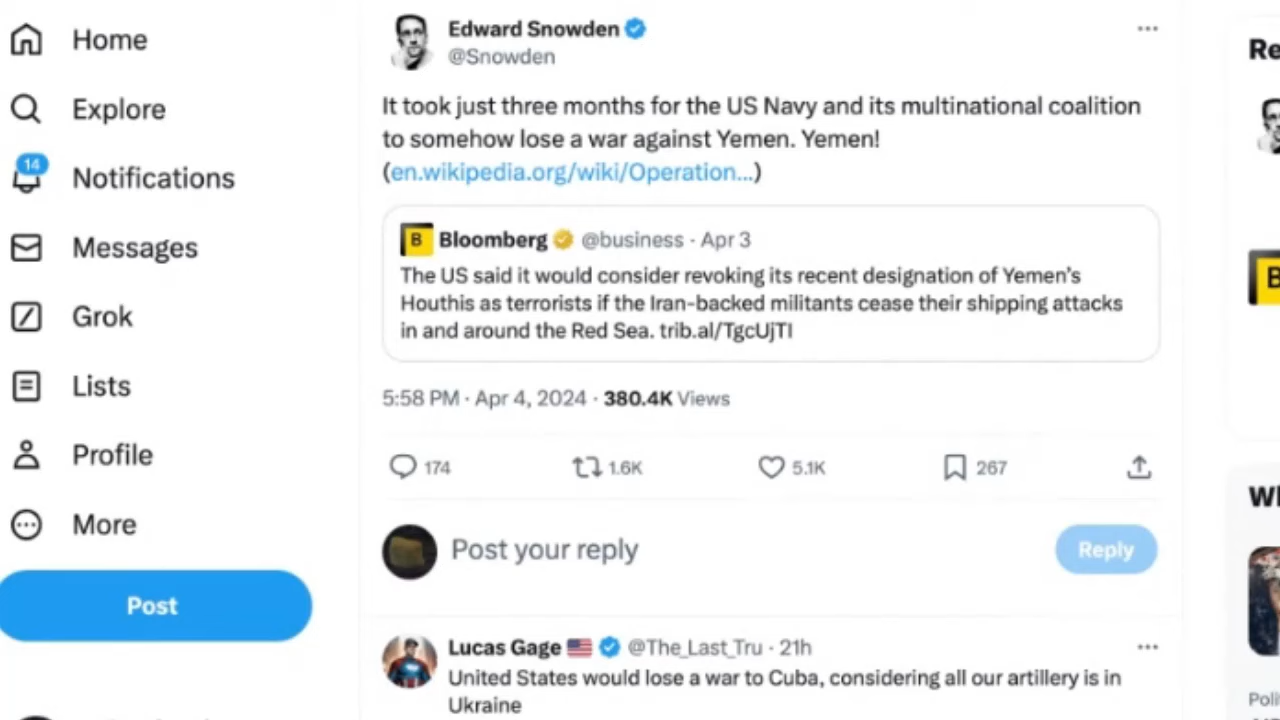 Home
Explore
14
Notifications
Messages
Grok
Lists
Profile
More
Post
Edward Snowden
@Snowden
It took just three months for the US Navy and its multinational coalition
to somehow lose a war against Yemen. Yemen!
(en.wikipedia.org/wiki/Operation...)
B Bloomberg @business · Apr 3
The US said it would consider revoking its recent designation of Yemen's
Houthis as terrorists if the Iran-backed militants cease their shipping attacks
in and around the Red Sea. trib.al/TgcUjTI
5:58 PM · Apr 4, 2024 · 380.4K Views
174 1.6K 5.1K 267
Post your reply Reply
Lucas Gage @The_Last_Tru · 21h
United States would lose a war to Cuba, considering all our artillery is in
Ukraine